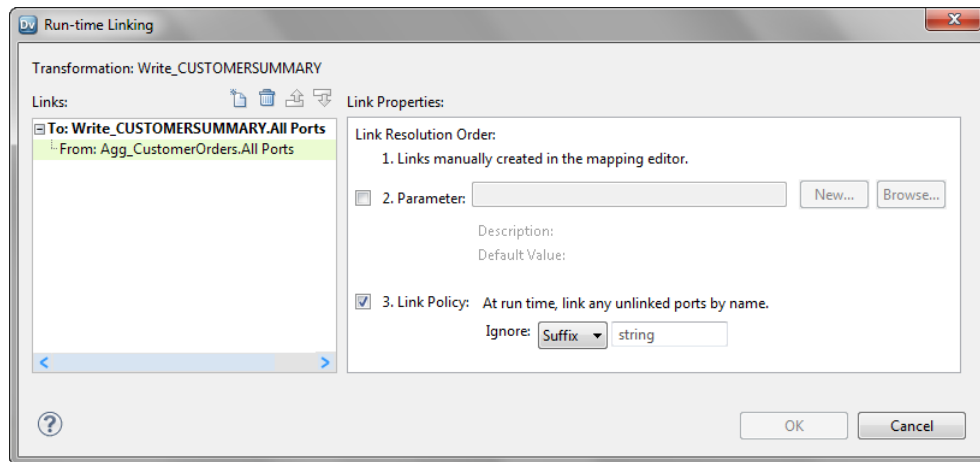 Dv Run-time Linking
Transformation: Write_CUSTOMERSUMMARY
Links:
To: Write_CUSTOMERSUMMARY.All Ports
From: Agg_CustomerOrders.All Ports
Link Properties:
Link Resolution Order:
1. Links manually created in the mapping editor.
2. Parameter: New... Browse...
Description:
Default Value:
3. Link Policy: At run time, link any unlinked ports by name.
Ignore: Suffix string
? OK Cancel